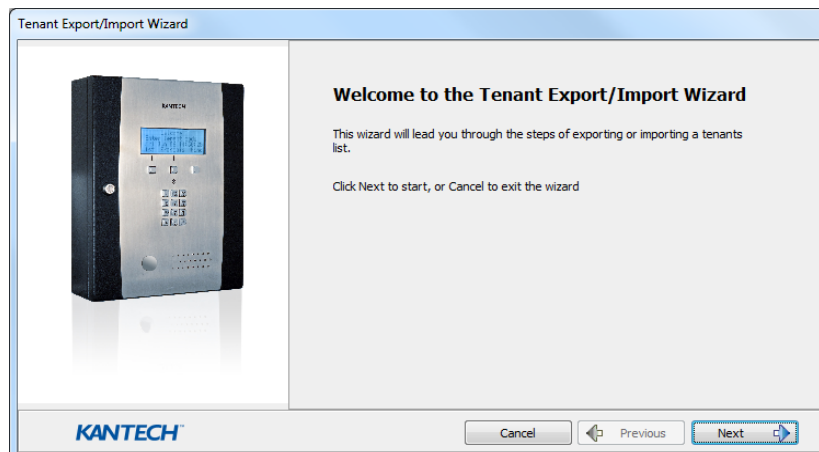 Tenant Export/Import Wizard
KANTECH
Welcome to the Tenant Export/Import Wizard
This wizard will lead you through the steps of exporting or importing a tenants
list.
Click Next to start, or Cancel to exit the wizard
KANTECH™
Cancel
Previous
Next